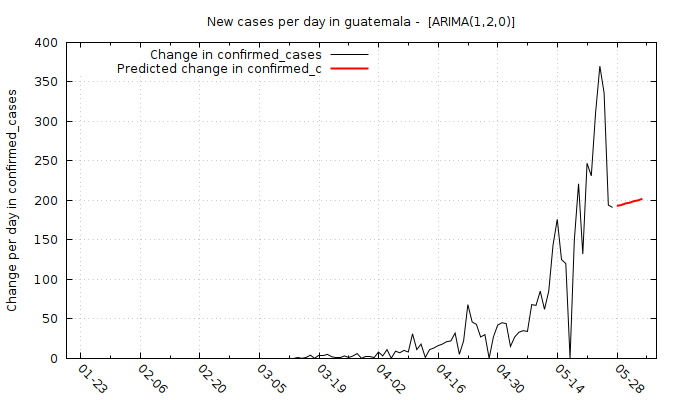 New cases per day in guatemala -  [ARIMA(1,2,0)]
Change in confirmed_cases
Predicted change in confirmed_c
Change per day in confirmed_cases
400
350
300
250
200
150
100
50
0
01-23 02-06 02-20 03-05 03-19 04-02 04-16 04-30 05-14 05-28